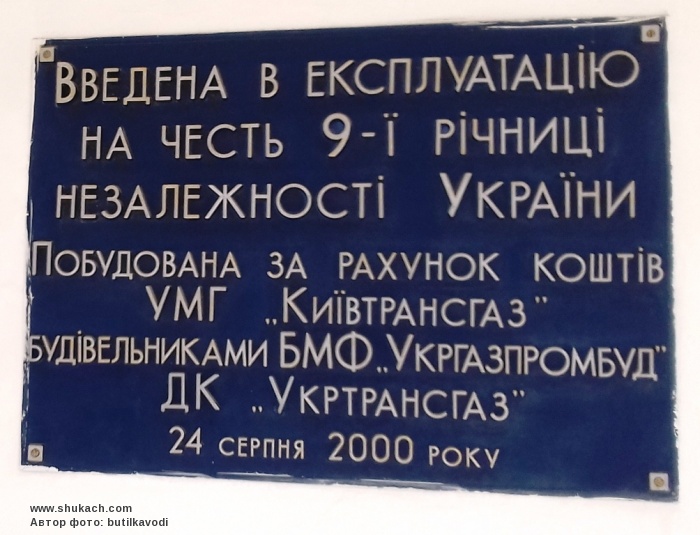 Введена в експлуатацію
на честь 9-ї річниці
незалежності України
Побудована за рахунок коштів
УМГ „Київтрансгаз”
будівельниками БМФ „Укргазпромбуд”
ДК „Укртрансгаз”
24 серпня 2000 року
www.shukach.com
Автор фото: butilkavodi